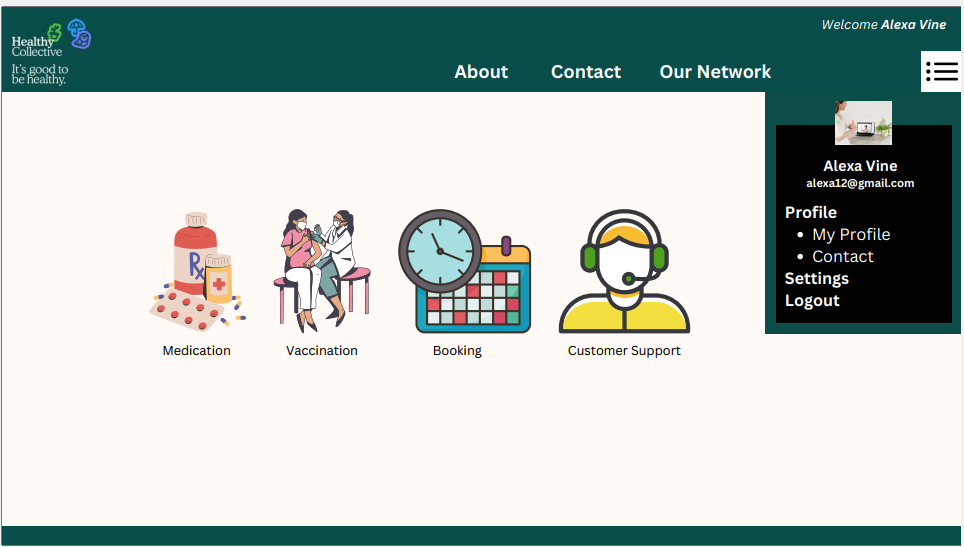 Welcome Alexa Vine
Healthy
Collective
It's good to
be healthy.
About
Contact
Our Network
Alexa Vine
alexa12@gmail.com
Profile
• My Profile
• Contact
Settings
Logout
Rx
Medication
Vaccination
Booking
Customer Support